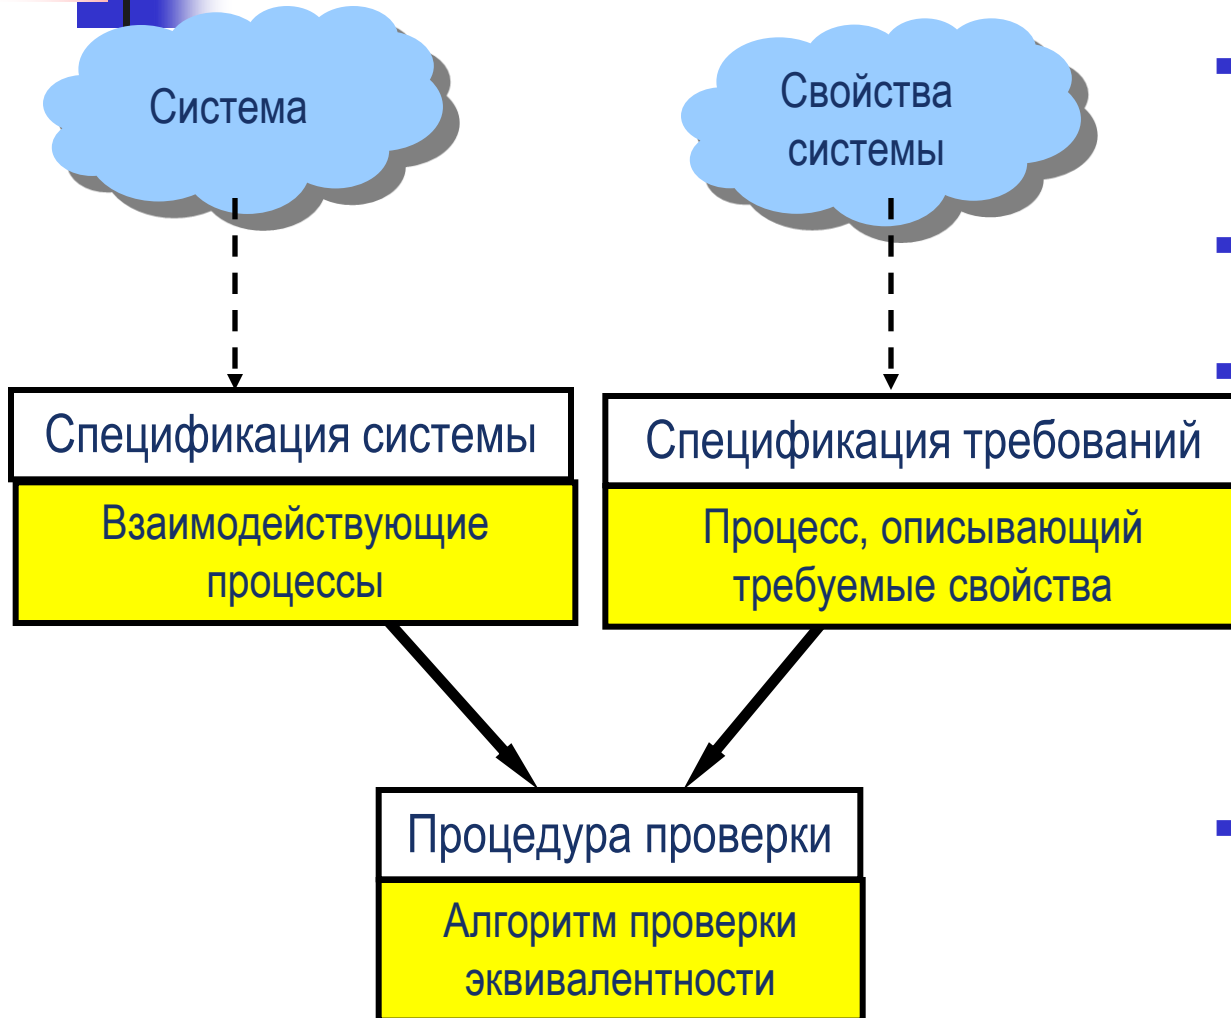 Система
Свойства
системы
Спецификация системы
Взаимодействующие
процессы
Спецификация требований
Процесс, описывающий
требуемые свойства
Процедура проверки
Алгоритм проверки
эквивалентности